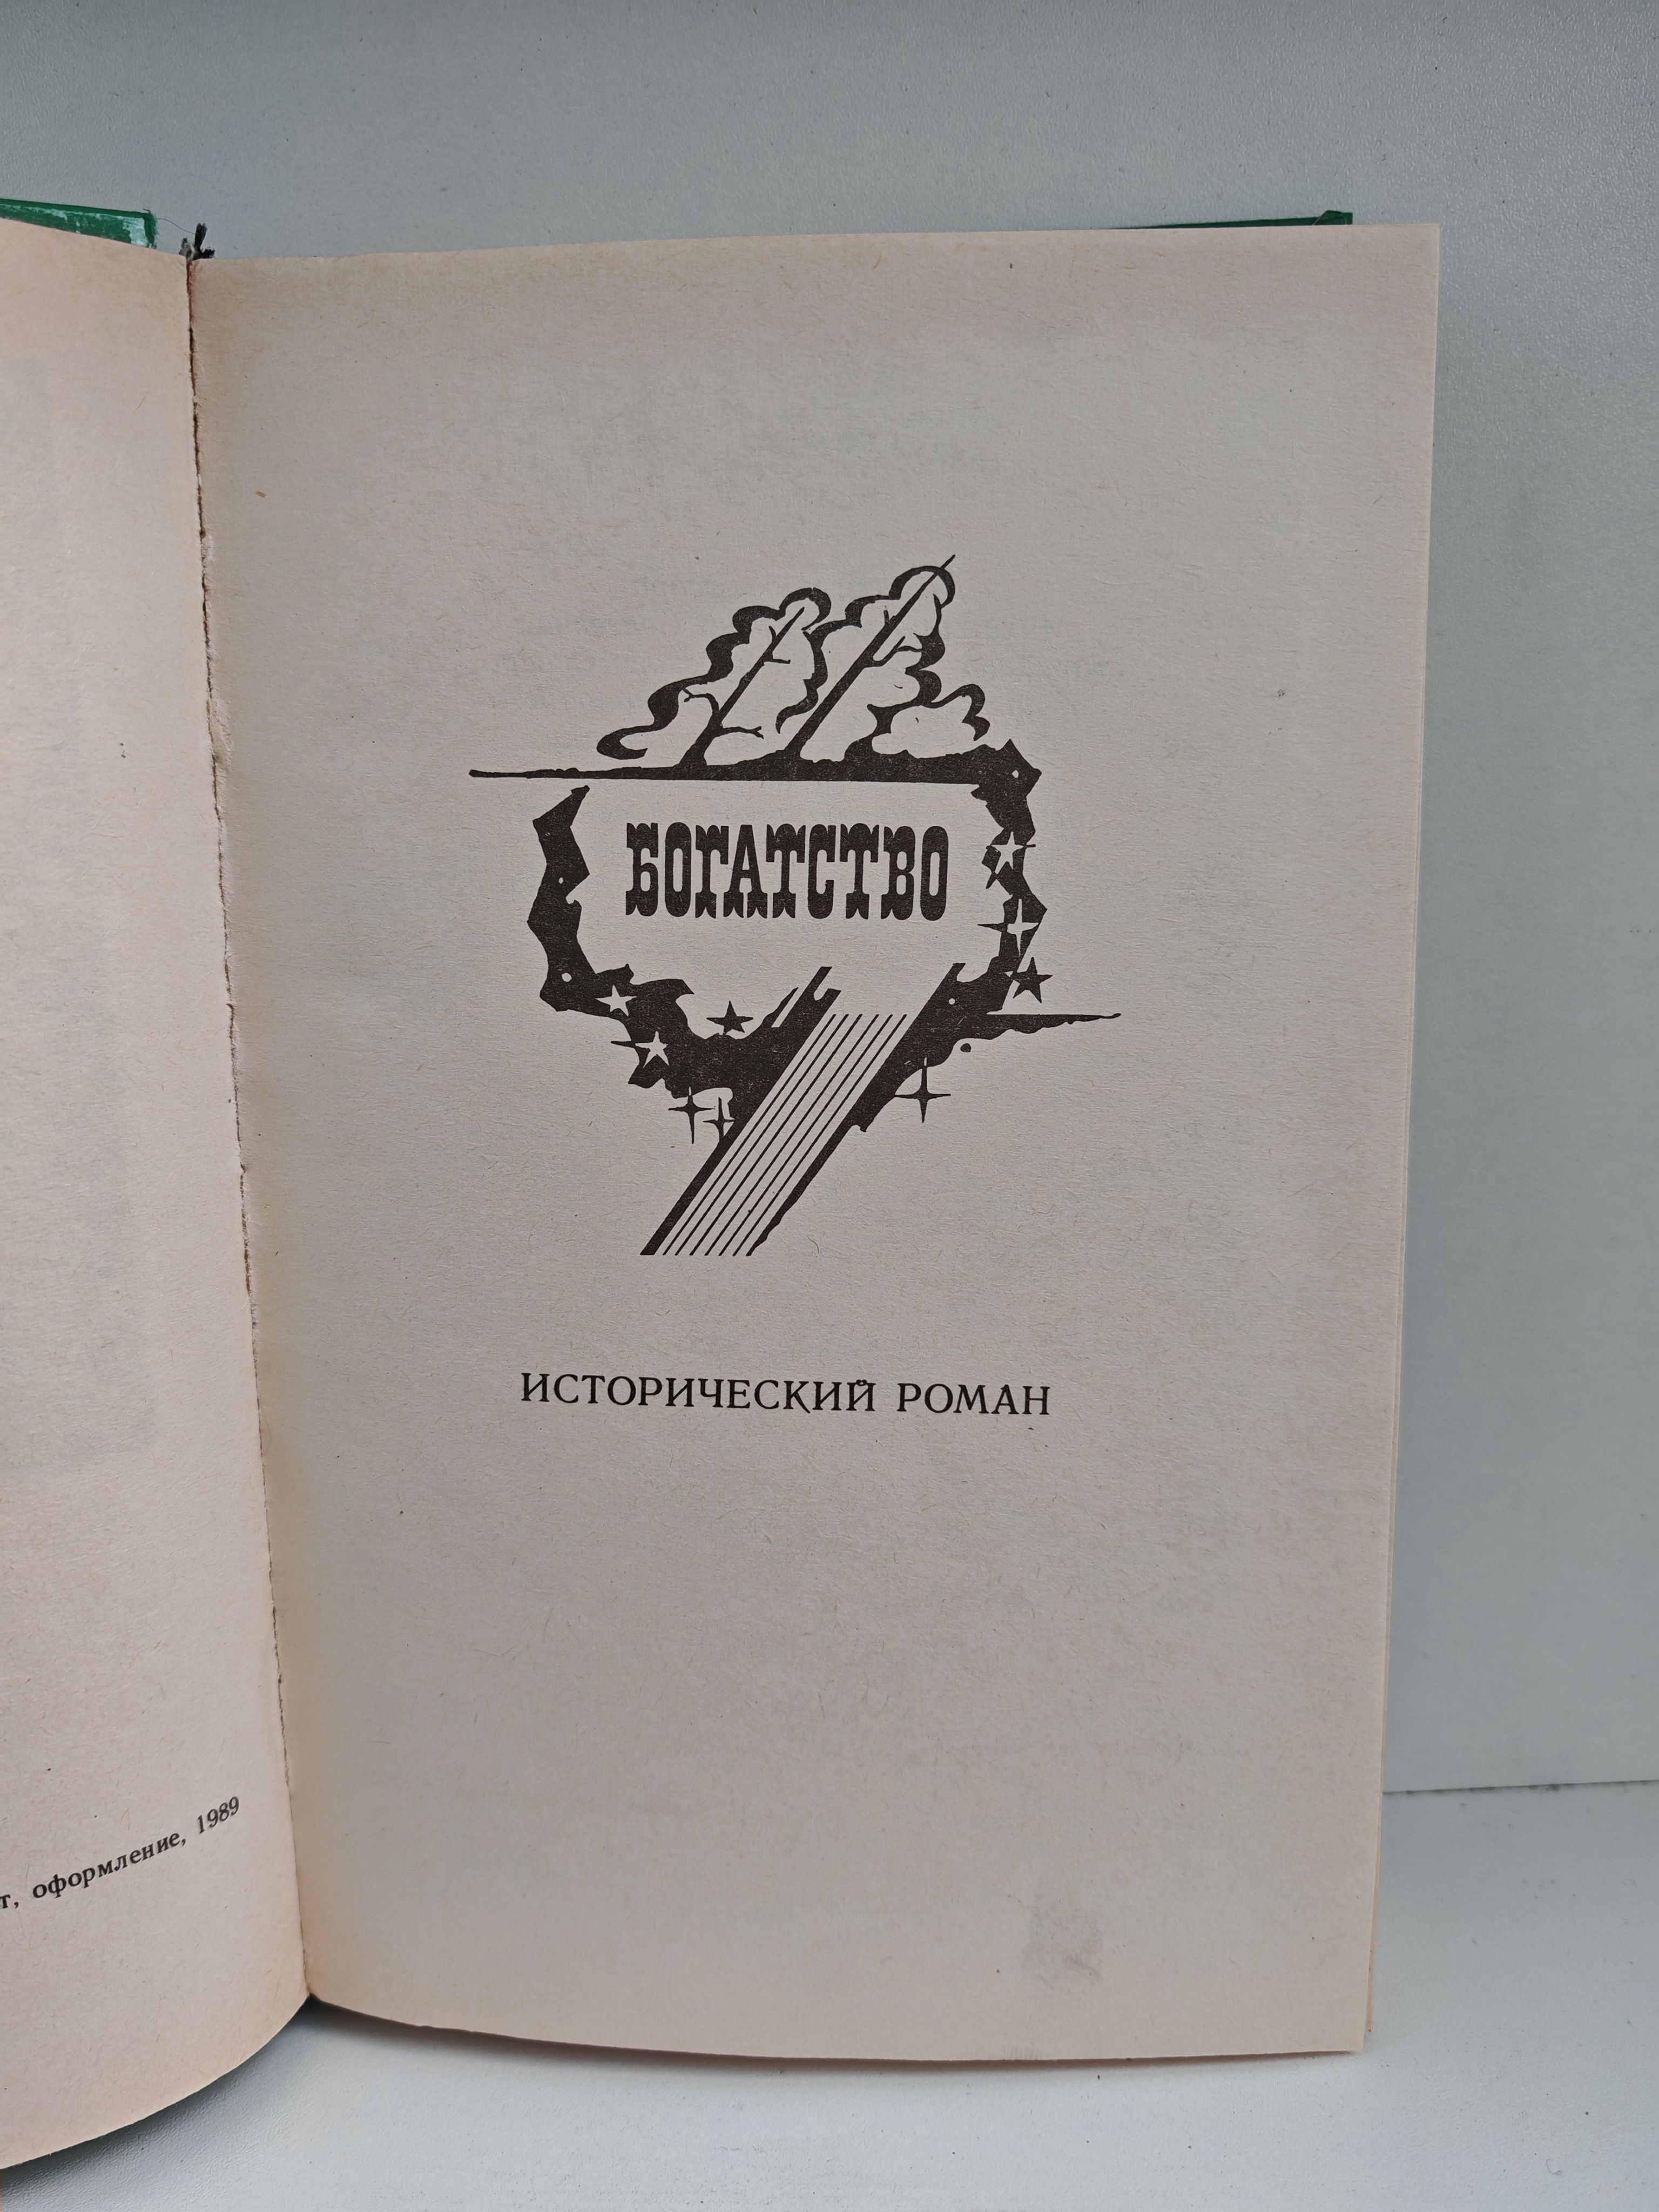 оформление, 1989
БОГАТСТВО
ИСТОРИЧЕСКИЙ РОМАН